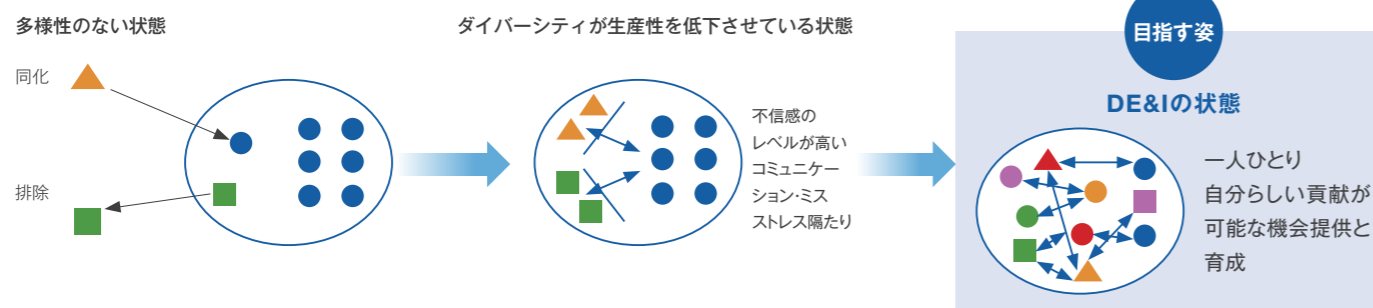 多様性のない状態
同化
排除
ダイバーシティが生産性を低下させている状態
不信感の
レベルが高い
コミュニケー
ション・ミス
ストレス隔たり
目指す姿
DE&Iの状態
一人ひとり
自分らしい貢献が
可能な機会提供と
育成